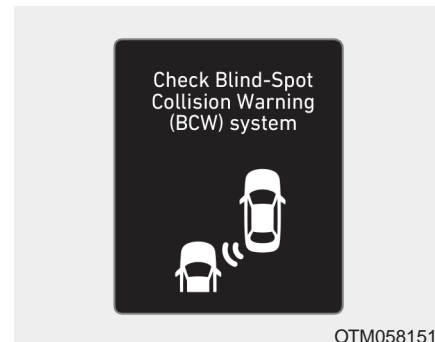 Check Blind-Spot
Collision Warning
(BCW) system
OTM058151